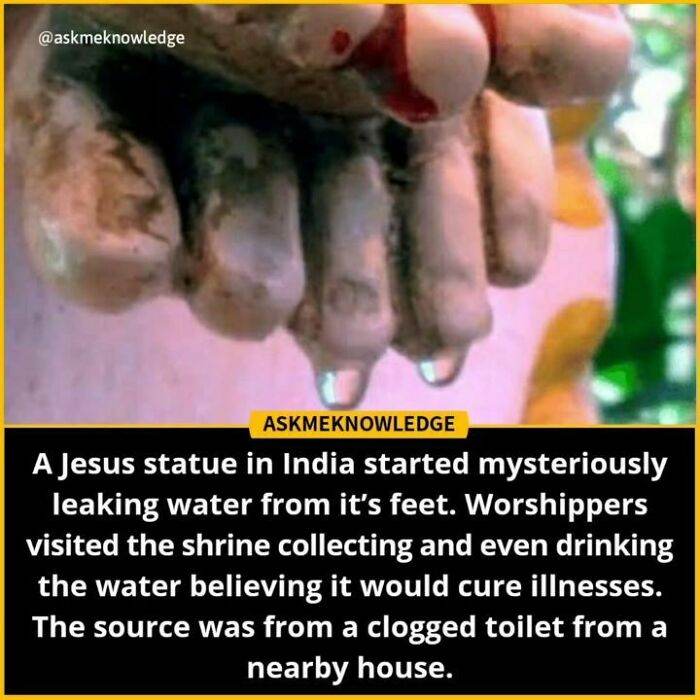 @askmeknowledge
ASKMEKNOWLEDGE
A Jesus statue in India started mysteriously
leaking water from it’s feet. Worshippers
visited the shrine collecting and even drinking
the water believing it would cure illnesses.
The source was from a clogged toilet from a
nearby house.